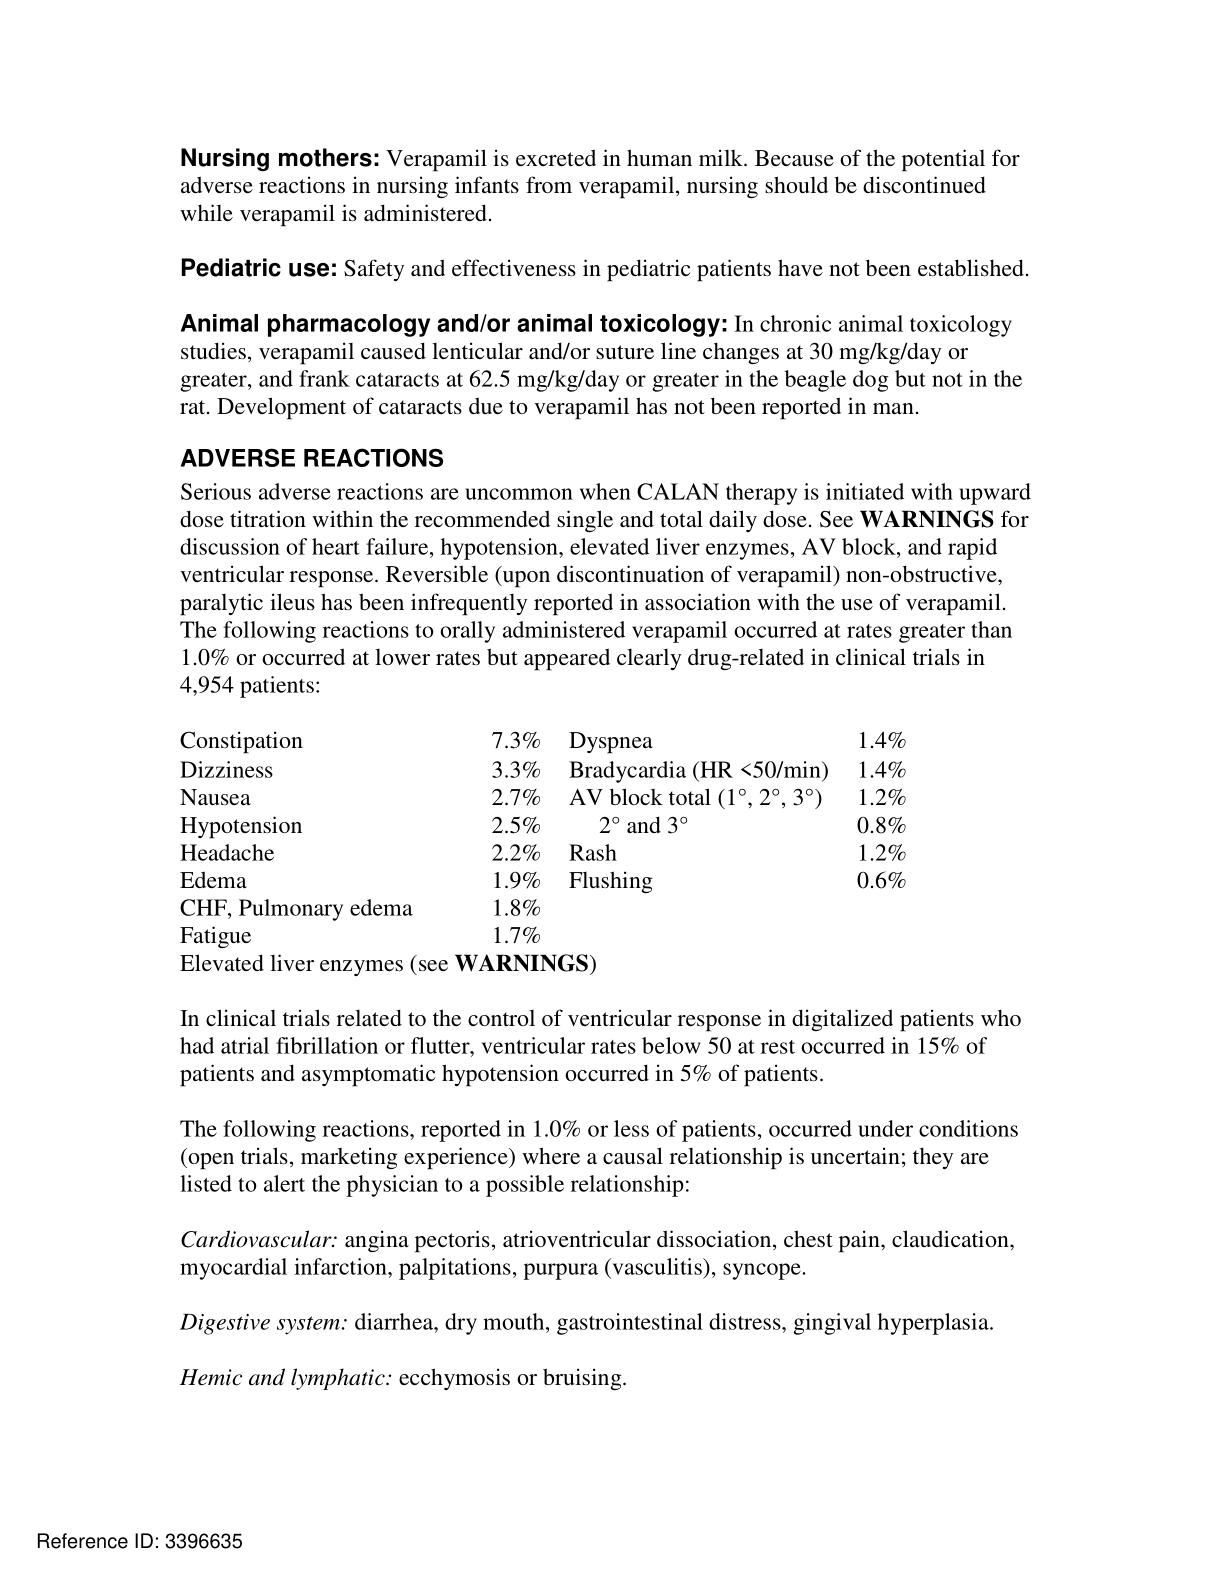 Nursing mothers: Verapamil is excreted in human milk. Because of the potential for
adverse reactions in nursing infants from verapamil, nursing should be discontinued
while verapamil is administered.
Pediatric use: Safety and effectiveness in pediatric patients have not been established.
Animal pharmacology and/or animal toxicology: In chronic animal toxicology
studies, verapamil caused lenticular and/or suture line changes at 30 mg/kg/day or
greater, and frank cataracts at 62.5 mg/kg/day or greater in the beagle dog but not in the
rat. Development of cataracts due to verapamil has not been reported in man.
ADVERSE REACTIONS
Serious adverse reactions are uncommon when CALAN therapy is initiated with upward
dose titration within the recommended single and total daily dose. See WARNINGS for
discussion of heart failure, hypotension, elevated liver enzymes, AV block, and rapid
ventricular response. Reversible (upon discontinuation of verapamil) non-obstructive,
paralytic ileus has been infrequently reported in association with the use of verapamil.
The following reactions to orally administered verapamil occurred at rates greater than
1.0% or occurred at lower rates but appeared clearly drug-related in clinical trials in
4,954 patients:
Constipation 7.3% Dyspnea 1.4%
Dizziness 3.3% Bradycardia (HR <50/min) 1.4%
Nausea 2.7% AV block total (1°, 2°, 3°) 1.2%
Hypotension 2.5% 2° and 3° 0.8%
Headache 2.2% Rash 1.2%
Edema 1.9% Flushing 0.6%
CHF, Pulmonary edema 1.8%
Fatigue 1.7%
Elevated liver enzymes (see WARNINGS)
In clinical trials related to the control of ventricular response in digitalized patients who
had atrial fibrillation or flutter, ventricular rates below 50 at rest occurred in 15% of
patients and asymptomatic hypotension occurred in 5% of patients.
The following reactions, reported in 1.0% or less of patients, occurred under conditions
(open trials, marketing experience) where a causal relationship is uncertain; they are
listed to alert the physician to a possible relationship:
Cardiovascular: angina pectoris, atrioventricular dissociation, chest pain, claudication,
myocardial infarction, palpitations, purpura (vasculitis), syncope.
Digestive system: diarrhea, dry mouth, gastrointestinal distress, gingival hyperplasia.
Hemic and lymphatic: ecchymosis or bruising.
Reference ID: 3396635